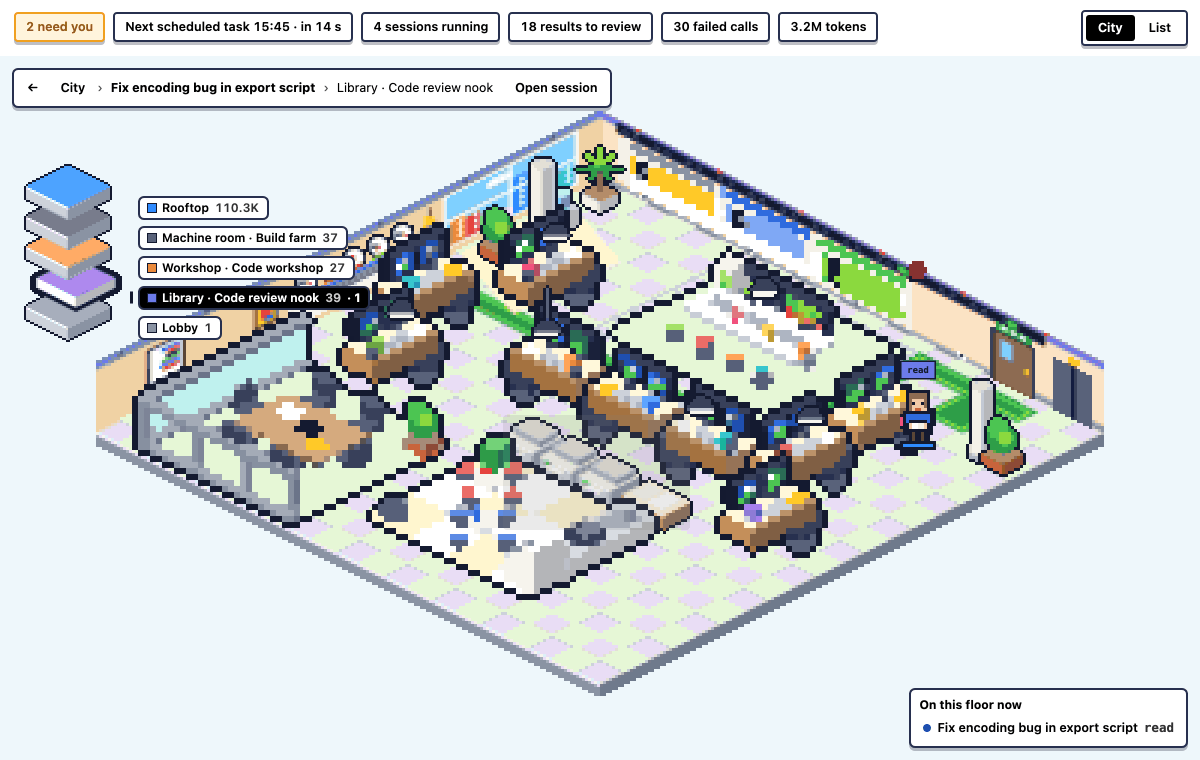 2 need you
Next scheduled task 15:45 · in 14 s
4 sessions running
18 results to review
30 failed calls
3.2M tokens
City
List
← City › Fix encoding bug in export script › Library · Code review nook
Open session
Rooftop 110.3K
Machine room · Build farm 37
Workshop · Code workshop 27
Library · Code review nook 39 · 1
Lobby 1
read
On this floor now
Fix encoding bug in export script read